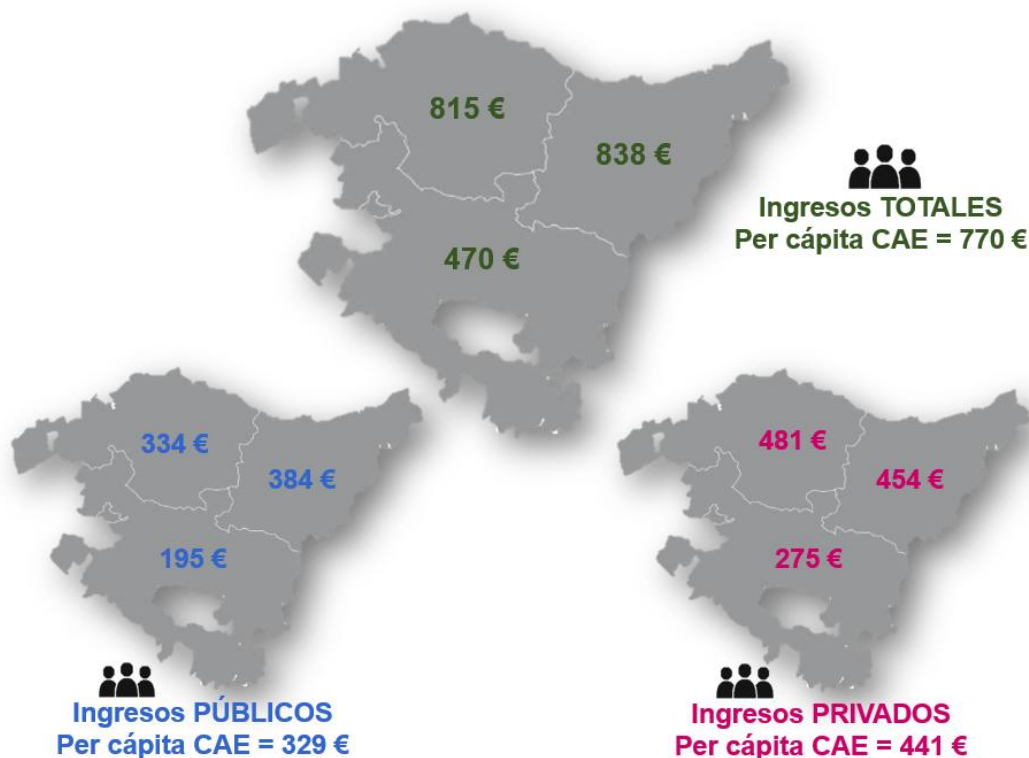 815 €
838 €
470 €
Ingresos TOTALES
Per cápita CAE = 770 €
334 €
384 €
195 €
Ingresos PÚBLICOS
Per cápita CAE = 329 €
481 €
454 €
275 €
Ingresos PRIVADOS
Per cápita CAE = 441 €